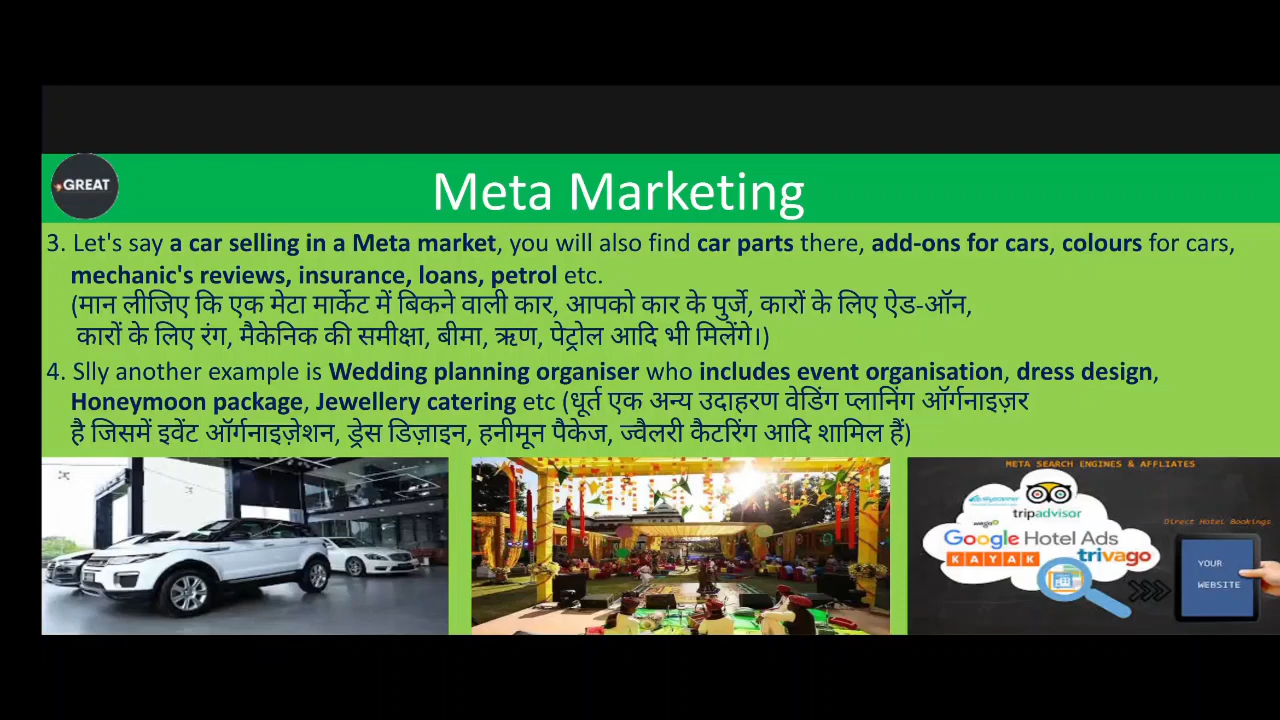 GREAT
Meta Marketing
3. Let's say a car selling in a Meta market, you will also find car parts there, add-ons for cars, colours for cars,
mechanic's reviews, insurance, loans, petrol etc.
(मान लीजिए कि एक मेटा मार्केट में बिकने वाली कार, आपको कार के पुर्जे, कारों के लिए ऐड-ऑन,
कारों के लिए रंग, मैकेनिक की समीक्षा, बीमा, ऋण, पेट्रोल आदि भी मिलेंगे।)
4. Slly another example is Wedding planning organiser who includes event organisation, dress design,
Honeymoon package, Jewellery catering etc (धूर्त एक अन्य उदाहरण वेडिंग प्लानिंग ऑर्गनाइज़र
है जिसमें इवेंट ऑर्गनाइज़ेशन, ड्रेस डिज़ाइन, हनीमून पैकेज, ज्वैलरी कैटरिंग आदि शामिल हैं)
META SEARCH ENGINES & AFFLIATES
tripadvisor
Direct Hotel Bookings
wego
Google Hotel Ads
KAYAK
trivago
YOUR
WEBSITE